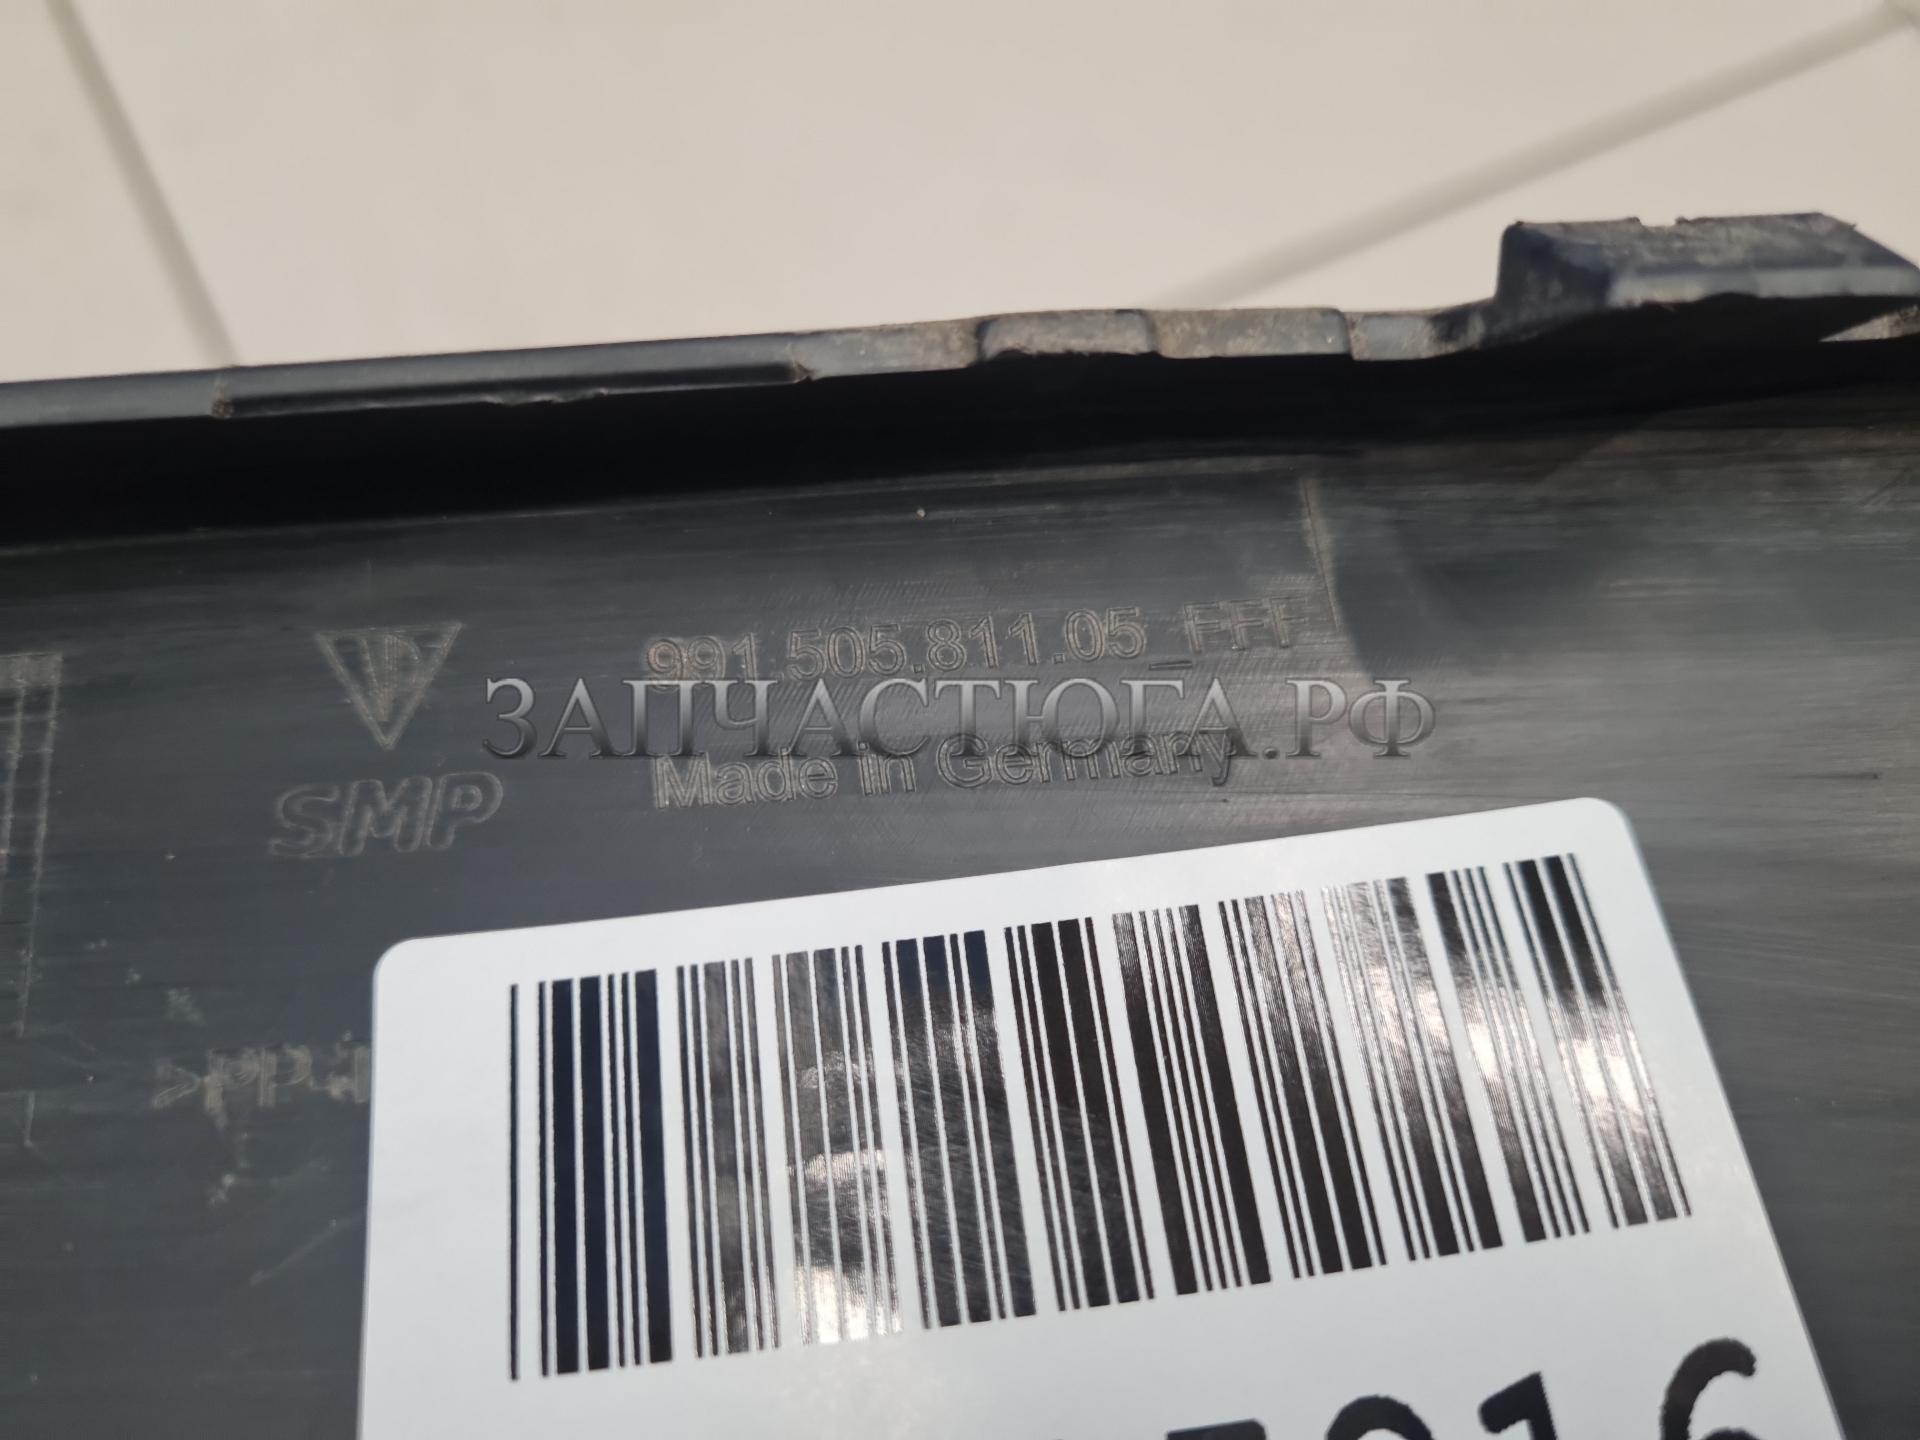 991.505.811.05_FFF
ЗАПЧАСТЮГА.РФ
Made in Germany
SMP